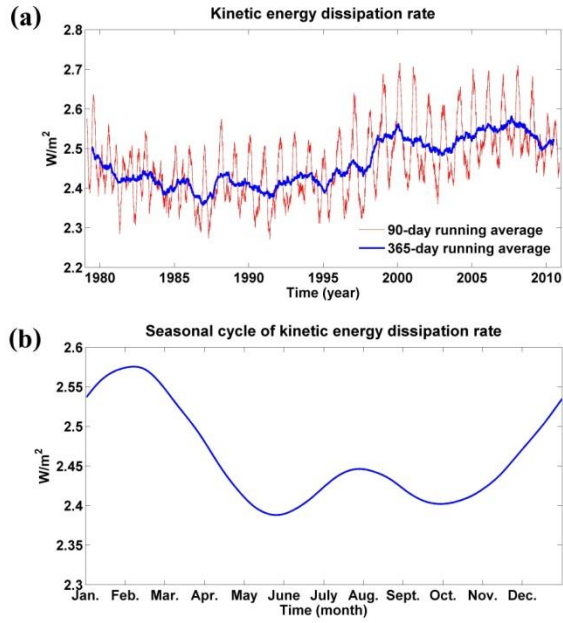 (a)
Kinetic energy dissipation rate
2.8
2.7
2.6
2.5
2.4
2.3
2.2
W/m²
90-day running average
365-day running average
1980 1985 1990 1995 2000 2005 2010
Time (year)
(b)
Seasonal cycle of kinetic energy dissipation rate
2.6
2.55
2.5
2.45
2.4
2.35
2.3
W/m²
Jan. Feb. Mar. Apr. May June July Aug. Sept. Oct. Nov. Dec.
Time (month)